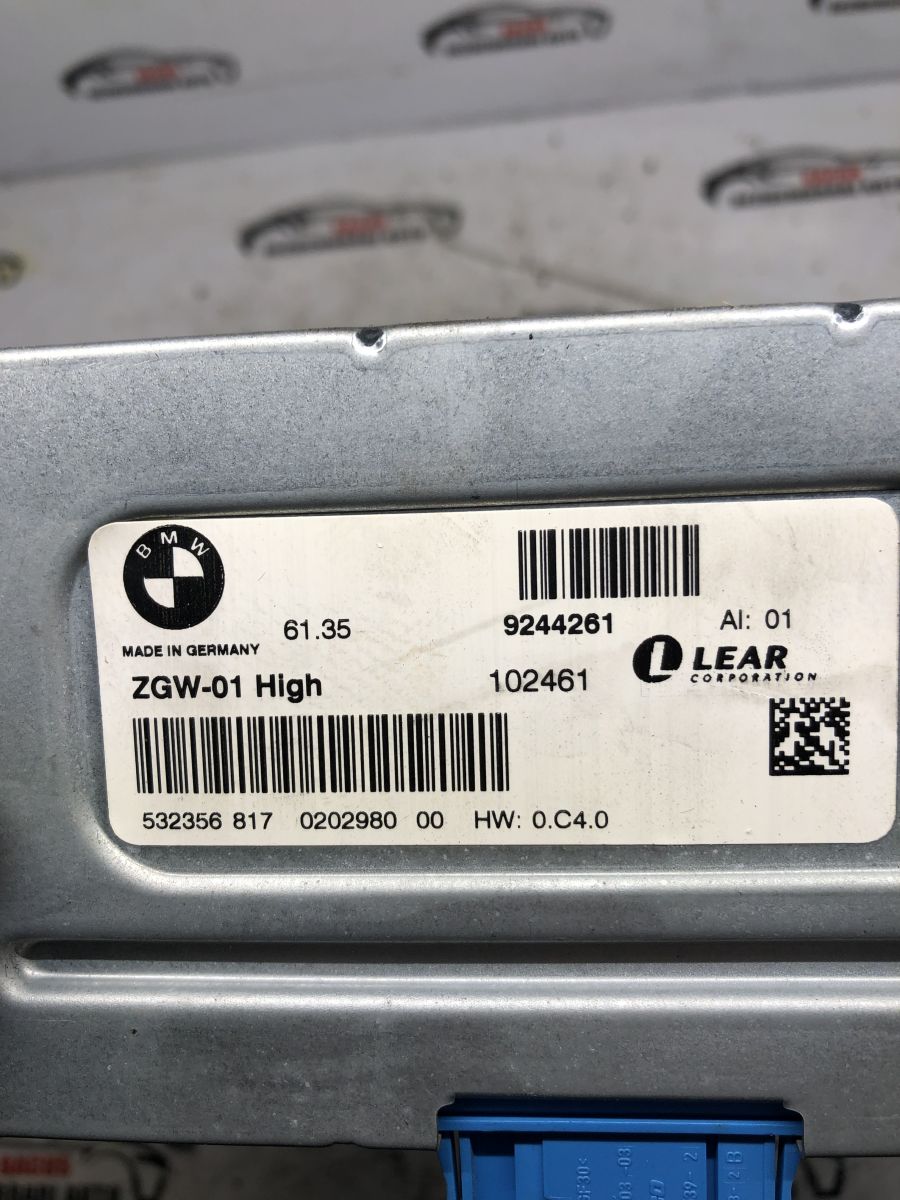 BMW
61.35
9244261
AI: 01
MADE IN GERMANY
ZGW-01 High
102461
LEAR
CORPORATION
532356 817 0202980 00 HW: 0.C4.0